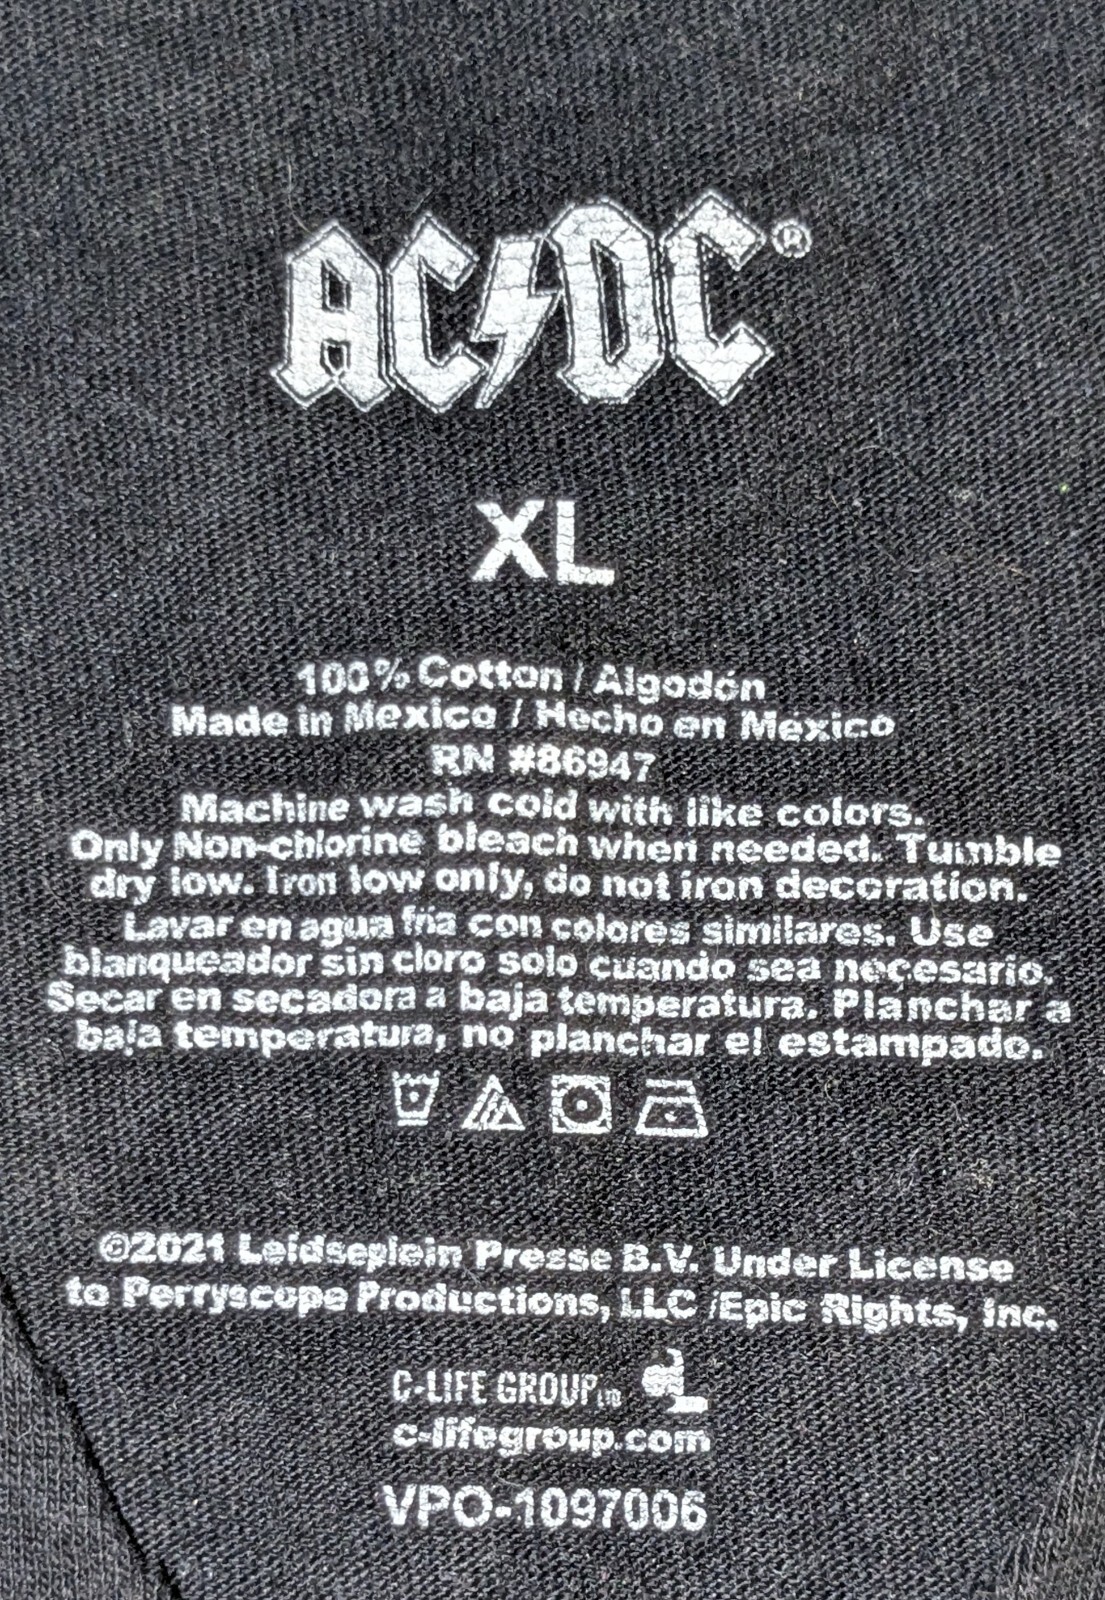 AC⚡DC®
XL
100% Cotton / Algodón
Made in Mexico / Hecho en Mexico
RN #86947
Machine wash cold with like colors.
Only Non-chlorine bleach when needed. Tumble
dry low. Iron low only, do not iron decoration.
Lavar en agua fría con colores similares. Use
blanqueador sin cloro solo cuando sea necesario.
Secar en secadora a baja temperatura. Planchar a
baja temperatura, no planchar el estampado.
©2021 Leidseplein Presse B.V. Under License
to Perryscope Productions, LLC /Epic Rights, Inc.
C-LIFE GROUP
c-lifegroup.com
VPO-1097006